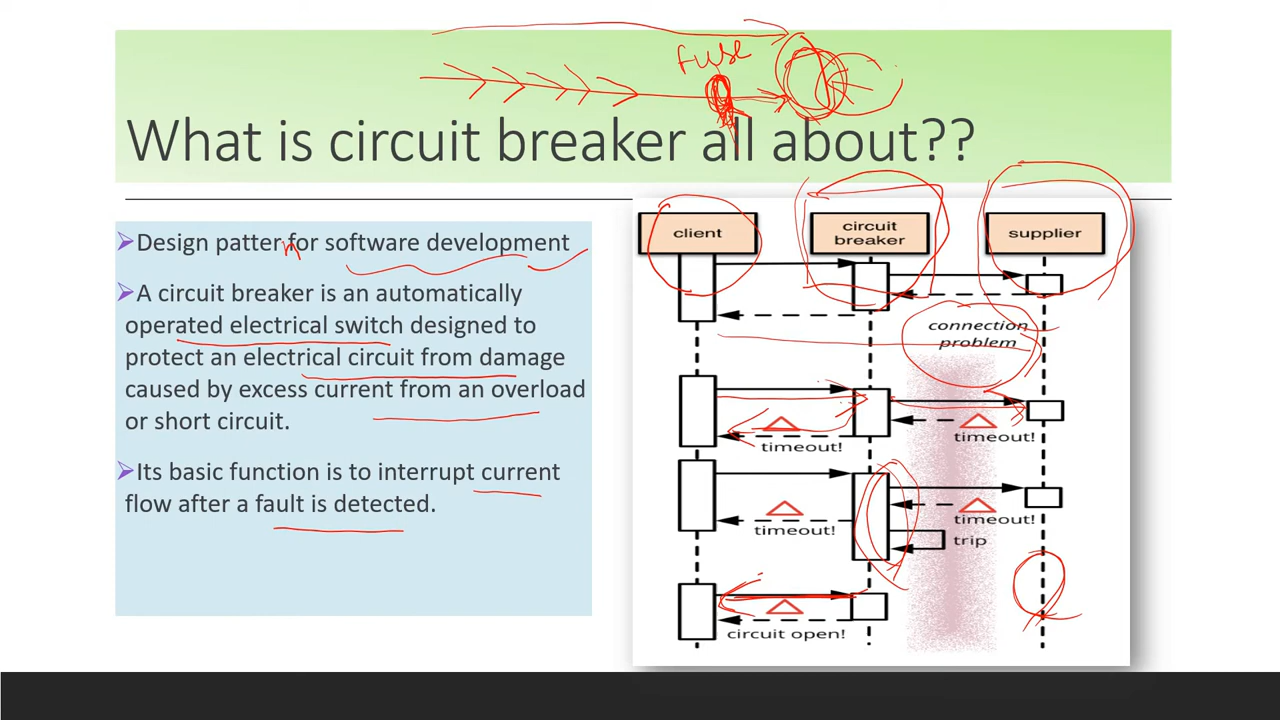 fuse
What is circuit breaker all about??
Design patter for software development
n
A circuit breaker is an automatically
operated electrical switch designed to
protect an electrical circuit from damage
caused by excess current from an overload
or short circuit.
Its basic function is to interrupt current
flow after a fault is detected.
client
circuit
breaker
supplier
connection
problem
timeout!
timeout!
timeout!
timeout!
trip
circuit open!